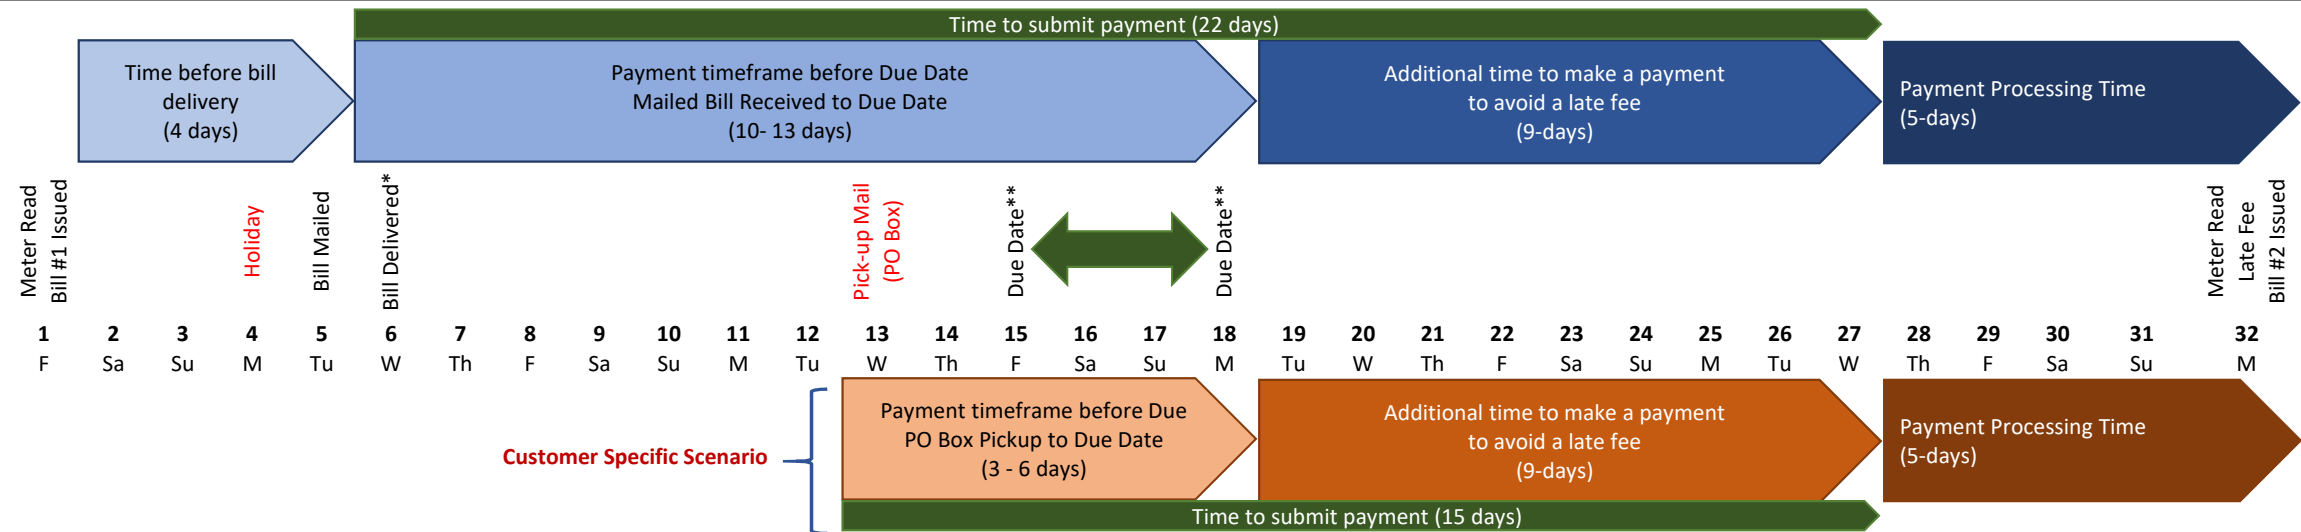 Time to submit payment (22 days)
Time before bill
delivery
(4 days)
Payment timeframe before Due Date
Mailed Bill Received to Due Date
(10- 13 days)
Additional time to make a payment
to avoid a late fee
(9-days)
Payment Processing Time
(5-days)
Meter Read
Bill #1 Issued
Holiday
Bill Mailed
Bill Delivered*
Pick-up Mail
(PO Box)
Due Date**
Due Date**
Meter Read
Late Fee
Bill #2 Issued
1 2 3 4 5 6 7 8 9 10 11 12 13 14 15 16 17 18 19 20 21 22 23 24 25 26 27 28 29 30 31 32
F Sa Su M Tu W Th F Sa Su M Tu W Th F Sa Su M Tu W Th F Sa Su M Tu W Th F Sa Su M
Customer Specific Scenario
Payment timeframe before Due
PO Box Pickup to Due Date
(3 - 6 days)
Additional time to make a payment
to avoid a late fee
(9-days)
Payment Processing Time
(5-days)
Time to submit payment (15 days)